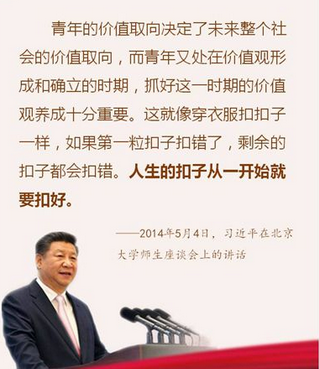 青年的价值取向决定了未来整个社
会的价值取向，而青年又处在价值观形
成和确立的时期，抓好这一时期的价值
观养成十分重要。这就像穿衣服扣扣子
一样，如果第一粒扣子扣错了，剩余的
扣子都会扣错。人生的扣子从一开始就
要扣好。
——2014年5月4日，习近平在北京
大学师生座谈会上的讲话